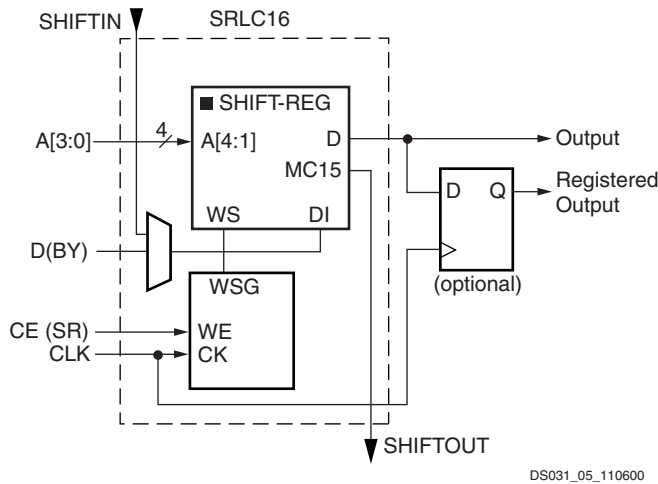 SHIFTIN
SRLC16
SHIFT-REG
A[3:0]
4
A[4:1]
D
Output
MC15
D
Q
Registered
Output
WS
DI
D(BY)
(optional)
WSG
CE (SR)
WE
CLK
CK
SHIFTOUT
DS031_05_110600